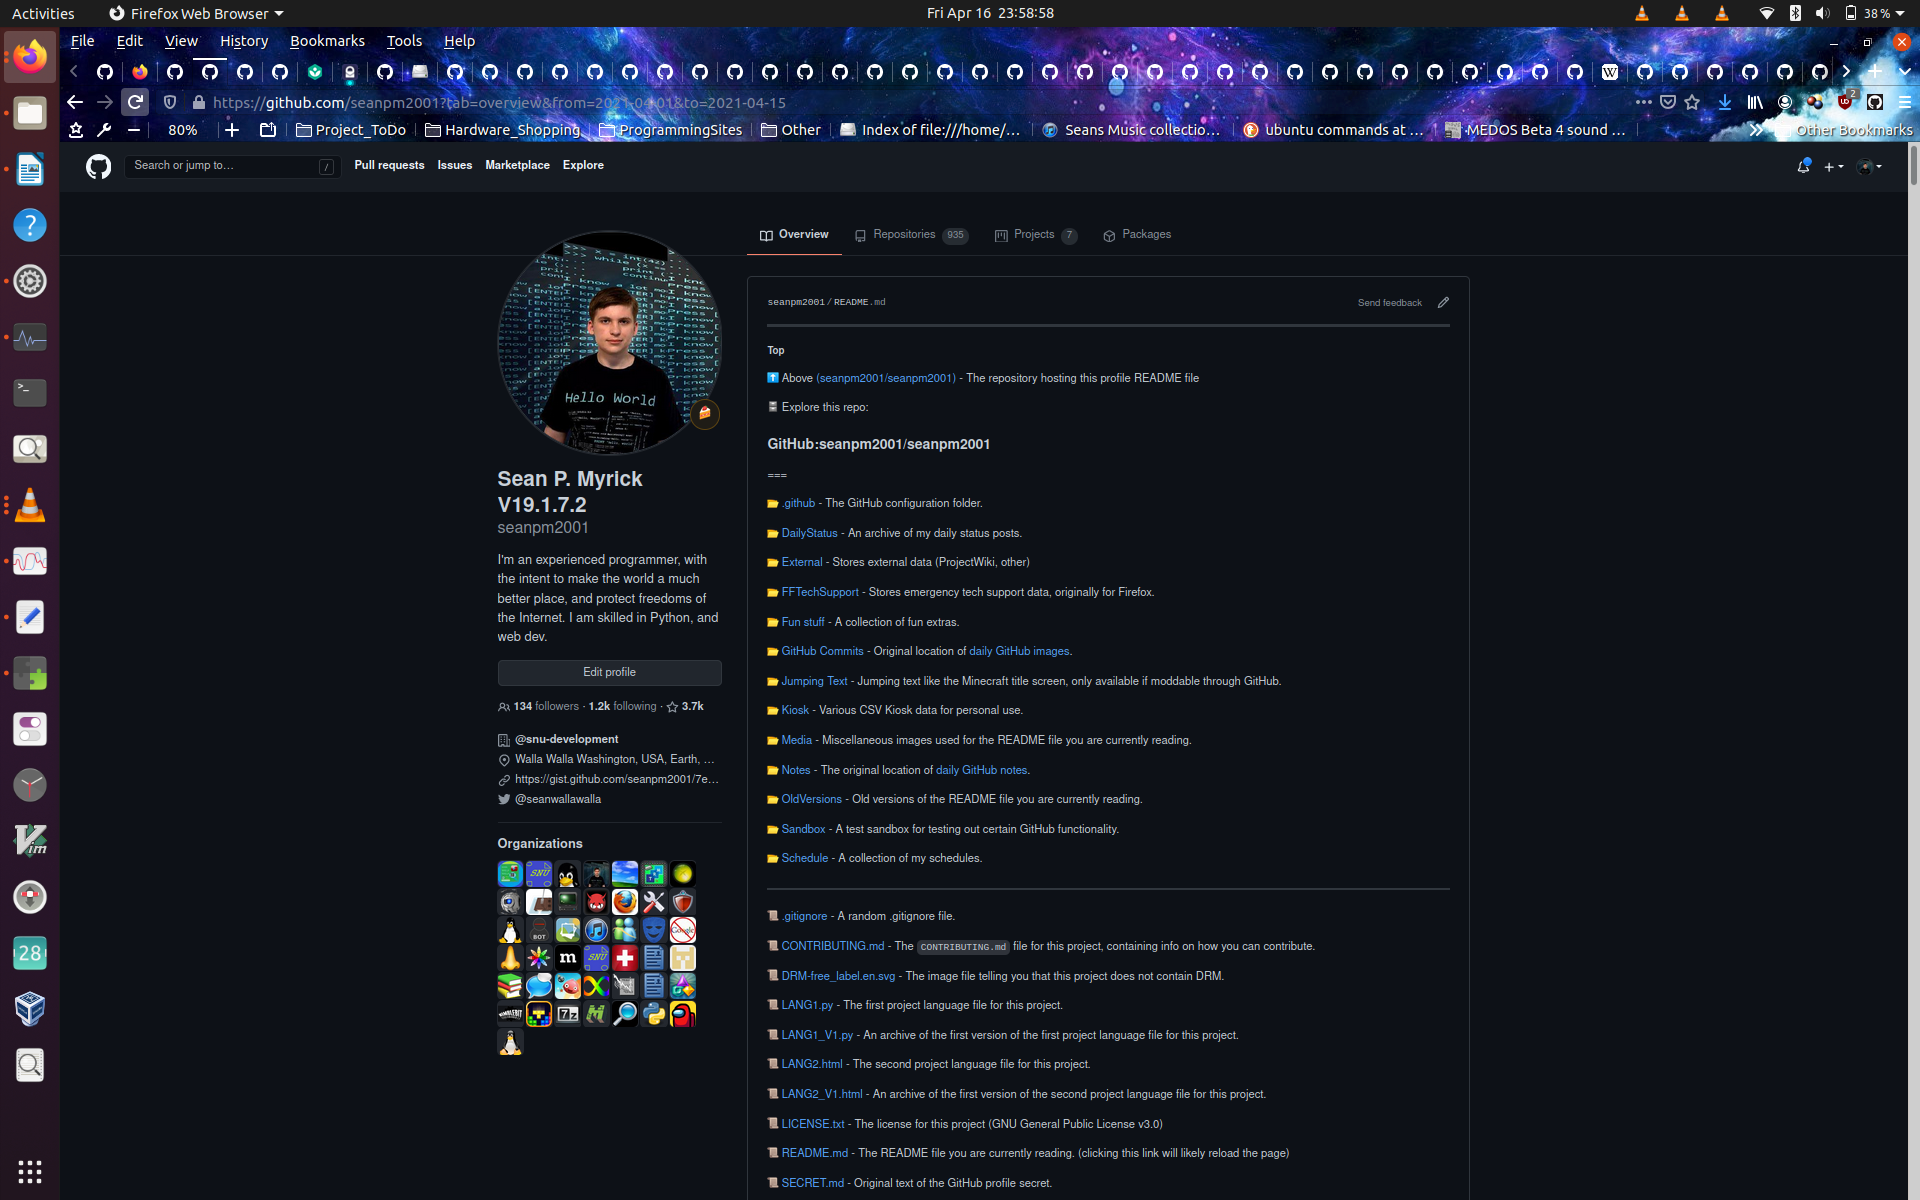 Activities
Firefox Web Browser
Fri Apr 16 23:58:58
38 %
File Edit View History Bookmarks Tools Help
https://github.com/seanpm2001?tab=overview&from=2021-04-01&to=2021-04-15
2
80%
Project_ToDo
Hardware_Shopping
ProgrammingSites
Other
Index of file:///home/…
Seans Music collectio…
ubuntu commands at …
MEDOS Beta 4 sound …
Other Bookmarks
Search or jump to…
/
Pull requests Issues Marketplace Explore
Overview
Repositories 935
Projects 7
Packages
Hello World
Sean P. Myrick
V19.1.7.2
seanpm2001
I'm an experienced programmer, with
the intent to make the world a much
better place, and protect freedoms of
the Internet. I am skilled in Python, and
web dev.
Edit profile
134 followers · 1.2k following · 3.7k
@snu-development
Walla Walla Washington, USA, Earth, …
https://gist.github.com/seanpm2001/7e…
@seanwallawalla
Organizations
28
seanpm2001/README.md
Send feedback
Top
Above (seanpm2001/seanpm2001) - The repository hosting this profile README file
Explore this repo:
GitHub:seanpm2001/seanpm2001
===
.github - The GitHub configuration folder.
DailyStatus - An archive of my daily status posts.
External - Stores external data (ProjectWiki, other)
FFTechSupport - Stores emergency tech support data, originally for Firefox.
Fun stuff - A collection of fun extras.
GitHub Commits - Original location of daily GitHub images.
Jumping Text - Jumping text like the Minecraft title screen, only available if moddable through GitHub.
Kiosk - Various CSV Kiosk data for personal use.
Media - Miscellaneous images used for the README file you are currently reading.
Notes - The original location of daily GitHub notes.
OldVersions - Old versions of the README file you are currently reading.
Sandbox - A test sandbox for testing out certain GitHub functionality.
Schedule - A collection of my schedules.
.gitignore - A random .gitignore file.
CONTRIBUTING.md - The CONTRIBUTING.md file for this project, containing info on how you can contribute.
DRM-free_label.en.svg - The image file telling you that this project does not contain DRM.
LANG1.py - The first project language file for this project.
LANG1_V1.py - An archive of the first version of the first project language file for this project.
LANG2.html - The second project language file for this project.
LANG2_V1.html - An archive of the first version of the second project language file for this project.
LICENSE.txt - The license for this project (GNU General Public License v3.0)
README.md - The README file you are currently reading. (clicking this link will likely reload the page)
SECRET.md - Original text of the GitHub profile secret.